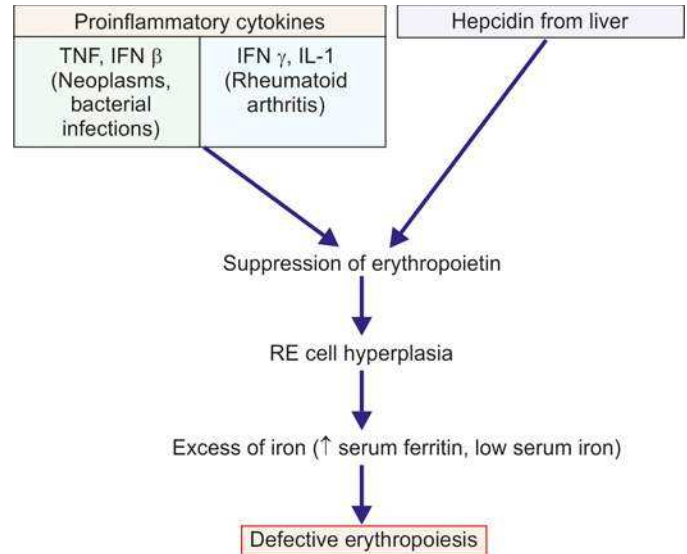 Proinflammatory cytokines
Hepcidin from liver
TNF, IFN β
(Neoplasms,
bacterial
infections)
IFN γ, IL-1
(Rheumatoid
arthritis)
Suppression of erythropoietin
RE cell hyperplasia
Excess of iron (↑ serum ferritin, low serum iron)
Defective erythropoiesis